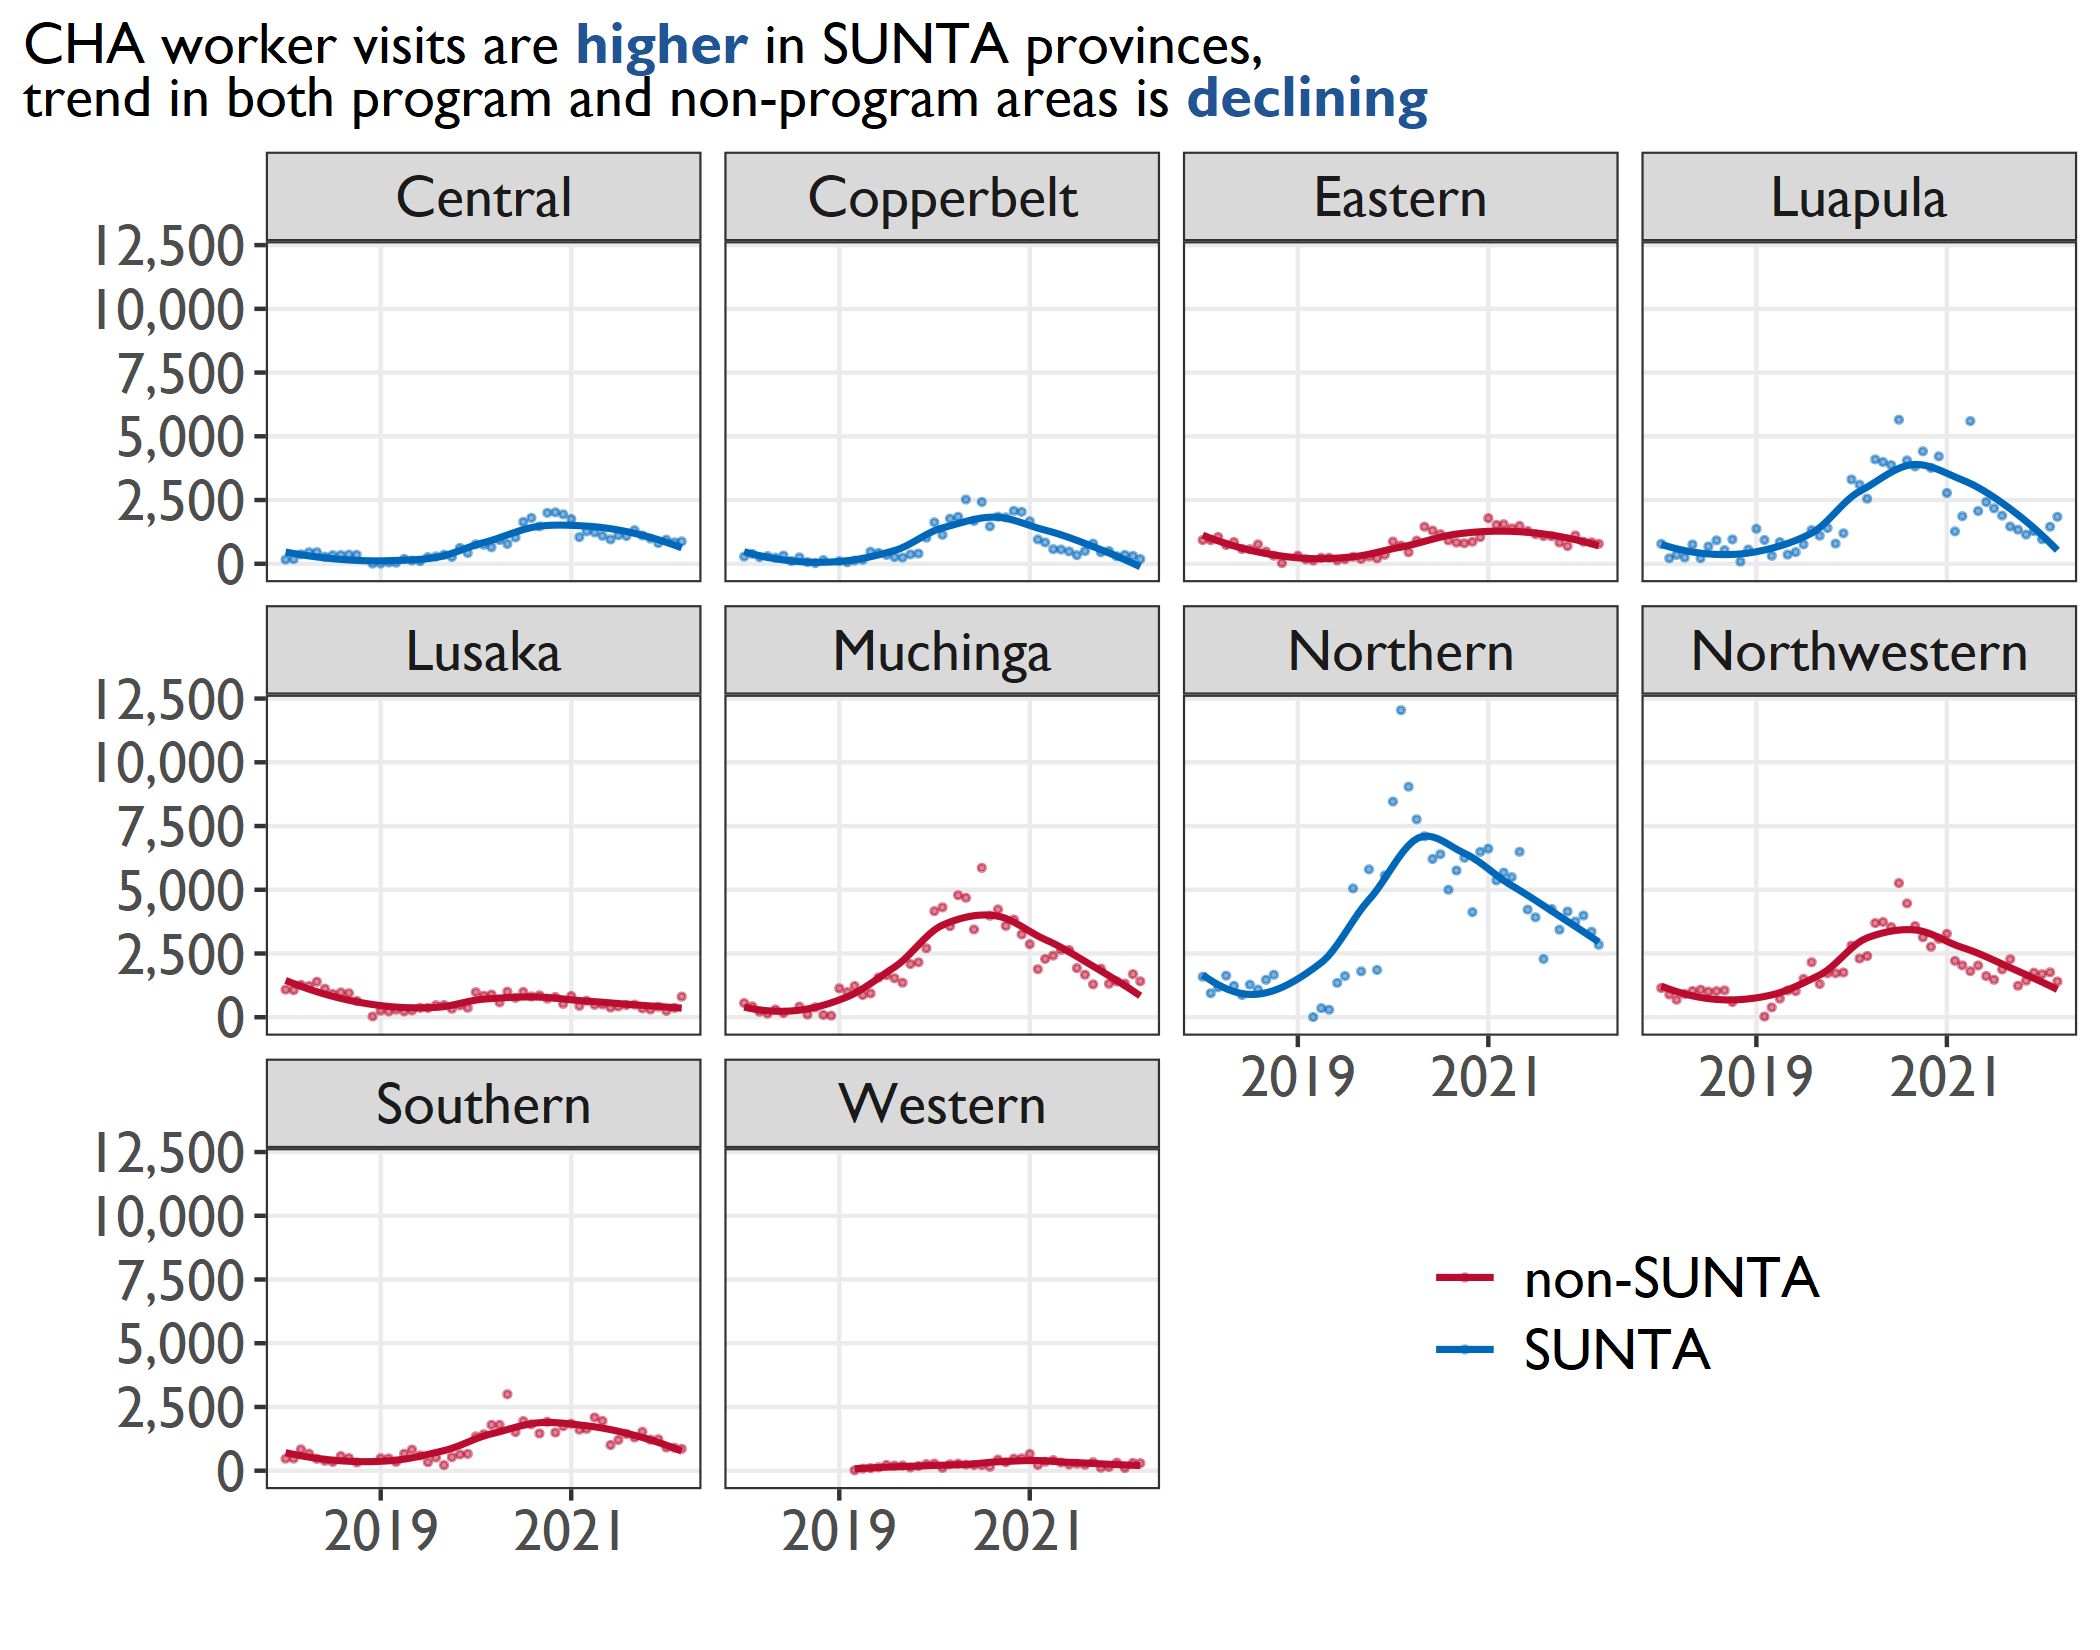 CHA worker visits are higher in SUNTA provinces,
trend in both program and non-program areas is declining
Central
Copperbelt
Eastern
Luapula
12,500
10,000
7,500
5,000
2,500
0
Lusaka
Muchinga
Northern
Northwestern
12,500
10,000
7,500
5,000
2,500
0
2019 2021
2019 2021
Southern
Western
12,500
10,000
7,500
5,000
2,500
0
2019 2021
2019 2021
non-SUNTA
SUNTA